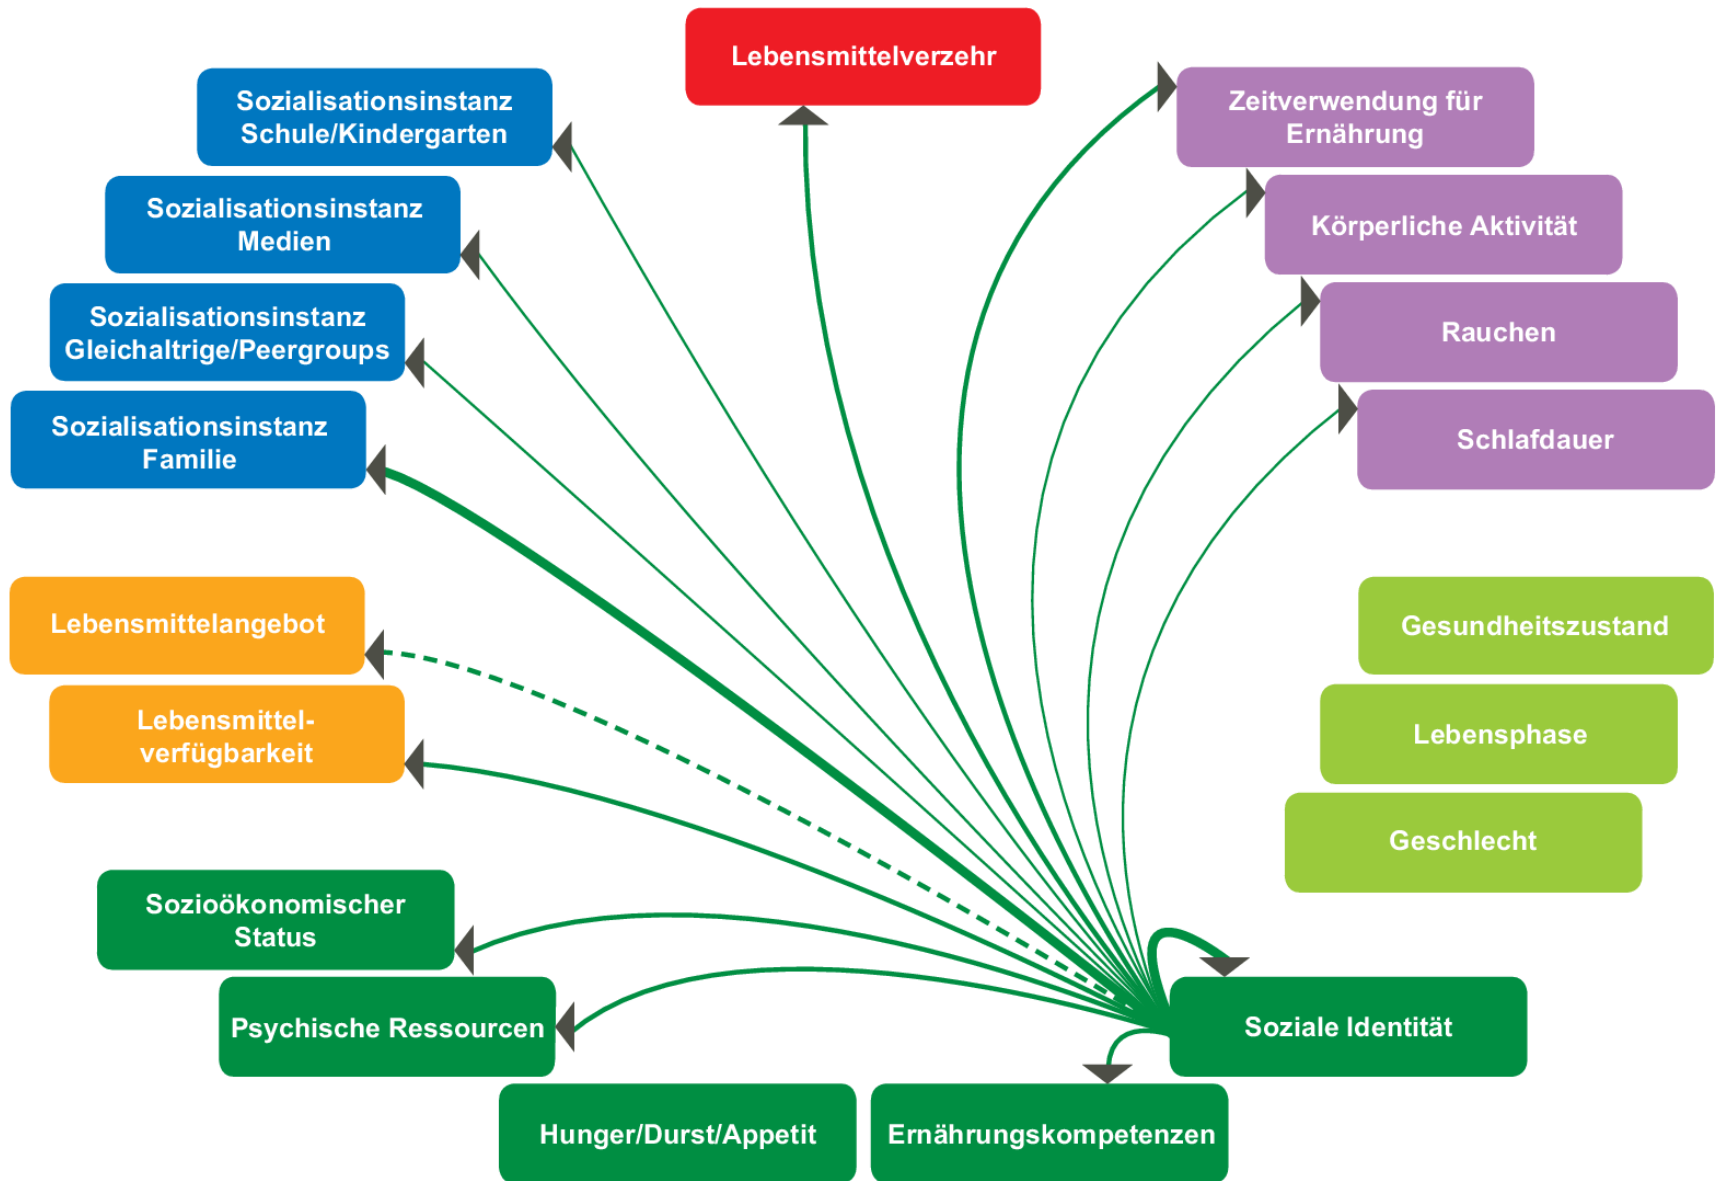 Lebensmittelverzehr
Sozialisationsinstanz
Schule/Kindergarten
Sozialisationsinstanz
Medien
Sozialisationsinstanz
Gleichaltrige/Peergroups
Sozialisationsinstanz
Familie
Lebensmittelangebot
Lebensmittel-
verfügbarkeit
Sozioökonomischer
Status
Psychische Ressourcen
Hunger/Durst/Appetit
Ernährungskompetenzen
Soziale Identität
Zeitverwendung für
Ernährung
Körperliche Aktivität
Rauchen
Schlafdauer
Gesundheitszustand
Lebensphase
Geschlecht